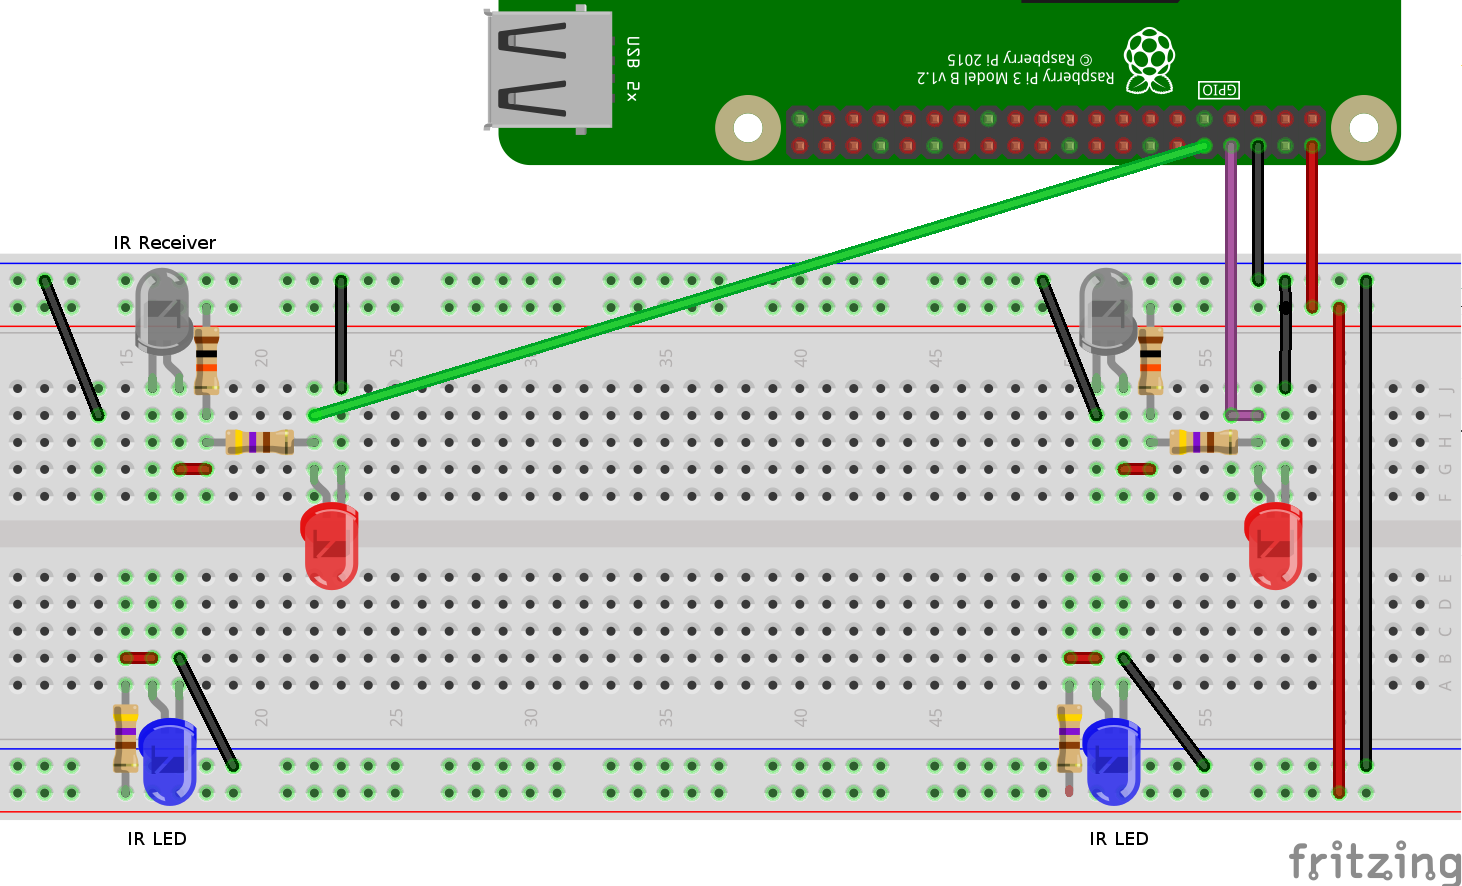 USB 2x
© Raspberry Pi 2015
Raspberry Pi 3 Model B v1.2
GPIO
IR Receiver
15 20 25 30 35 40 45 55
J
I
H
G
F
E
D
C
B
A
20 25 30 35 40 45 55
IR LED
IR LED
fritzing